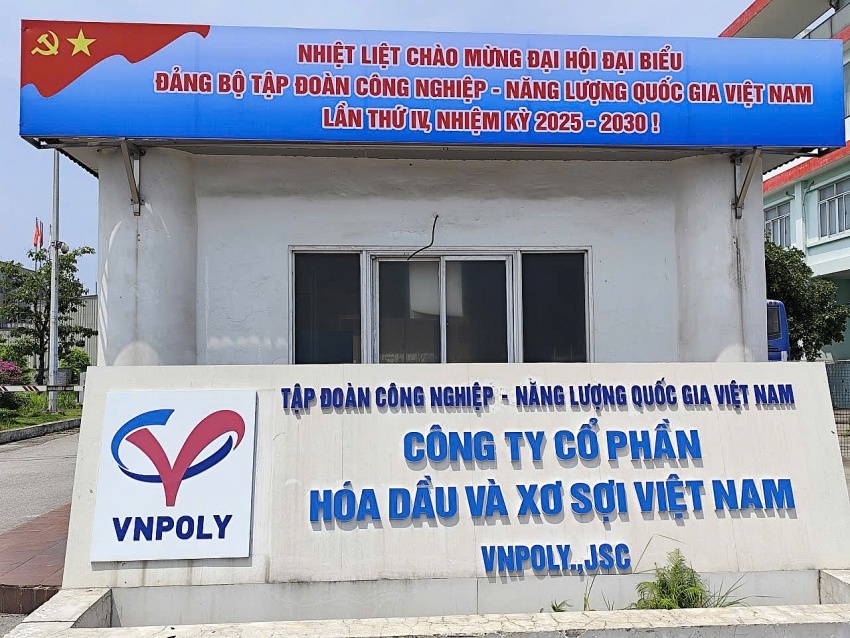 NHIỆT LIỆT CHÀO MỪNG ĐẠI HỘI ĐẠI BIỂU
ĐẢNG BỘ TẬP ĐOÀN CÔNG NGHIỆP - NĂNG LƯỢNG QUỐC GIA VIỆT NAM
LẦN THỨ IV, NHIỆM KỲ 2025 - 2030 !
TẬP ĐOÀN CÔNG NGHIỆP - NĂNG LƯỢNG QUỐC GIA VIỆT NAM
CÔNG TY CỔ PHẦN
HÓA DẦU VÀ XƠ SỢI VIỆT NAM
VNPOLY.,JSC
VNPOLY